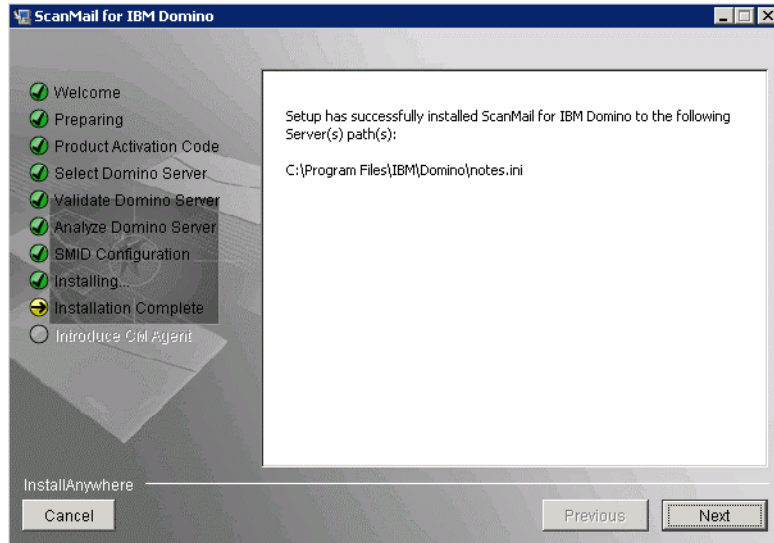 ScanMail for IBM Domino
Welcome
Preparing
Product Activation Code
Select Domino Server
Validate Domino Server
Analyze Domino Server
SMID Configuration
Installing...
Installation Complete
Introduce CM Agent
Setup has successfully installed ScanMail for IBM Domino to the following
Server(s) path(s):
C:\Program Files\IBM\Domino\notes.ini
InstallAnywhere
Cancel
Previous
Next